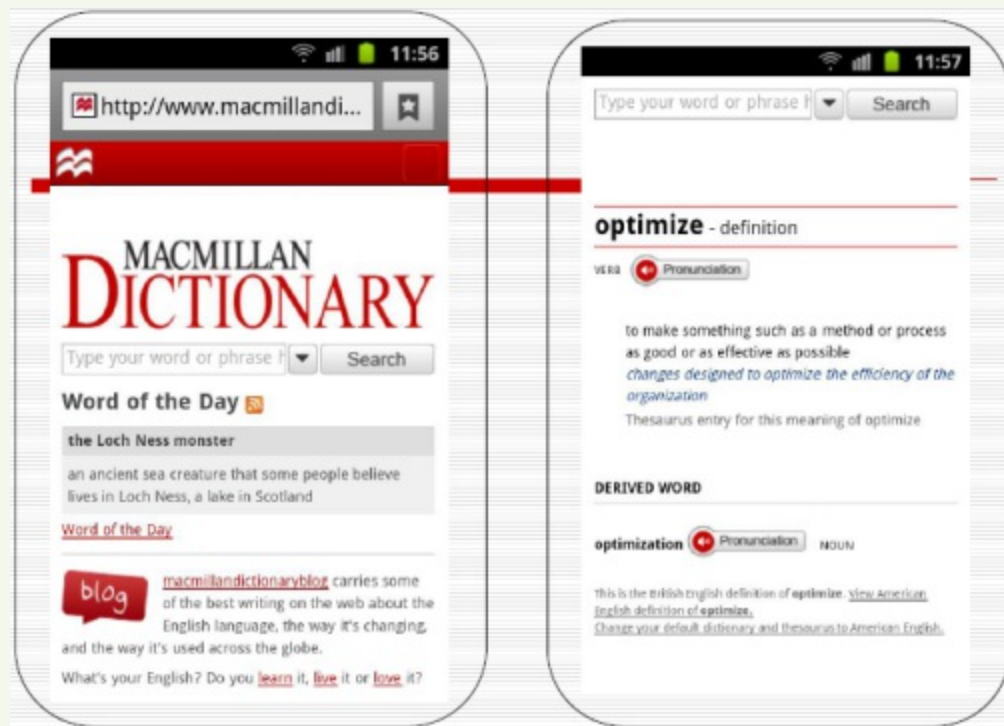 11:56
http://www.macmillandi...
MACMILLAN
DICTIONARY
Type your word or phrase h
Search
Word of the Day
the Loch Ness monster
an ancient sea creature that some people believe
lives in Loch Ness, a lake in Scotland
Word of the Day
blog
macmillandictionaryblog carries some
of the best writing on the web about the
English language, the way it's changing,
and the way it's used across the globe.
What's your English? Do you learn it, live it or love it?
11:57
Type your word or phrase h
Search
optimize - definition
VERB Pronunciation
to make something such as a method or process
as good or as effective as possible
changes designed to optimize the efficiency of the
organization
Thesaurus entry for this meaning of optimize
DERIVED WORD
optimization Pronunciation NOUN
This is the British English definition of optimize. View American
English definition of optimize.
Change your default dictionary and thesaurus to American English.